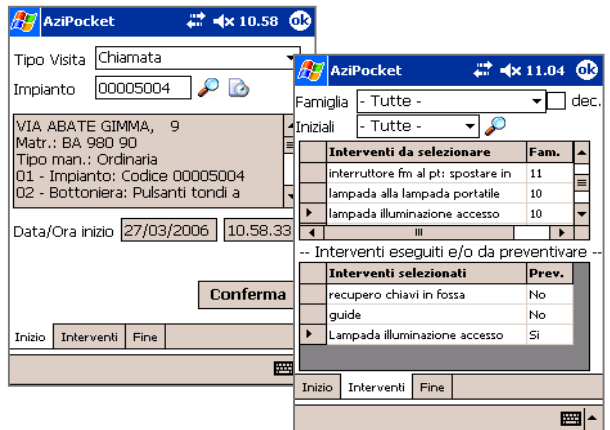 AziPocket 10.58 ok
Tipo Visita Chiamata
Impianto 00005004
VIA ABATE GIMMA, 9
Matr.: BA 980 90
Tipo man.: Ordinaria
01 - Impianto: Codice 00005004
02 - Bottoniera: Pulsanti tondi a
Data/Ora inizio 27/03/2006 10.58.33
Conferma
Inizio Interventi Fine
AziPocket 11.04 ok
Famiglia - Tutte - dec.
Iniziali - Tutte -
Interventi da selezionare Fam.
interruttore fm al pt: spostare in 11
lampada alla lampada portatile 10
lampada illuminazione accesso 10
-- Interventi eseguiti e/o da preventivare --
Interventi selezionati Prev.
recupero chiavi in fossa No
guide No
Lampada illuminazione accesso Si
Inizio Interventi Fine